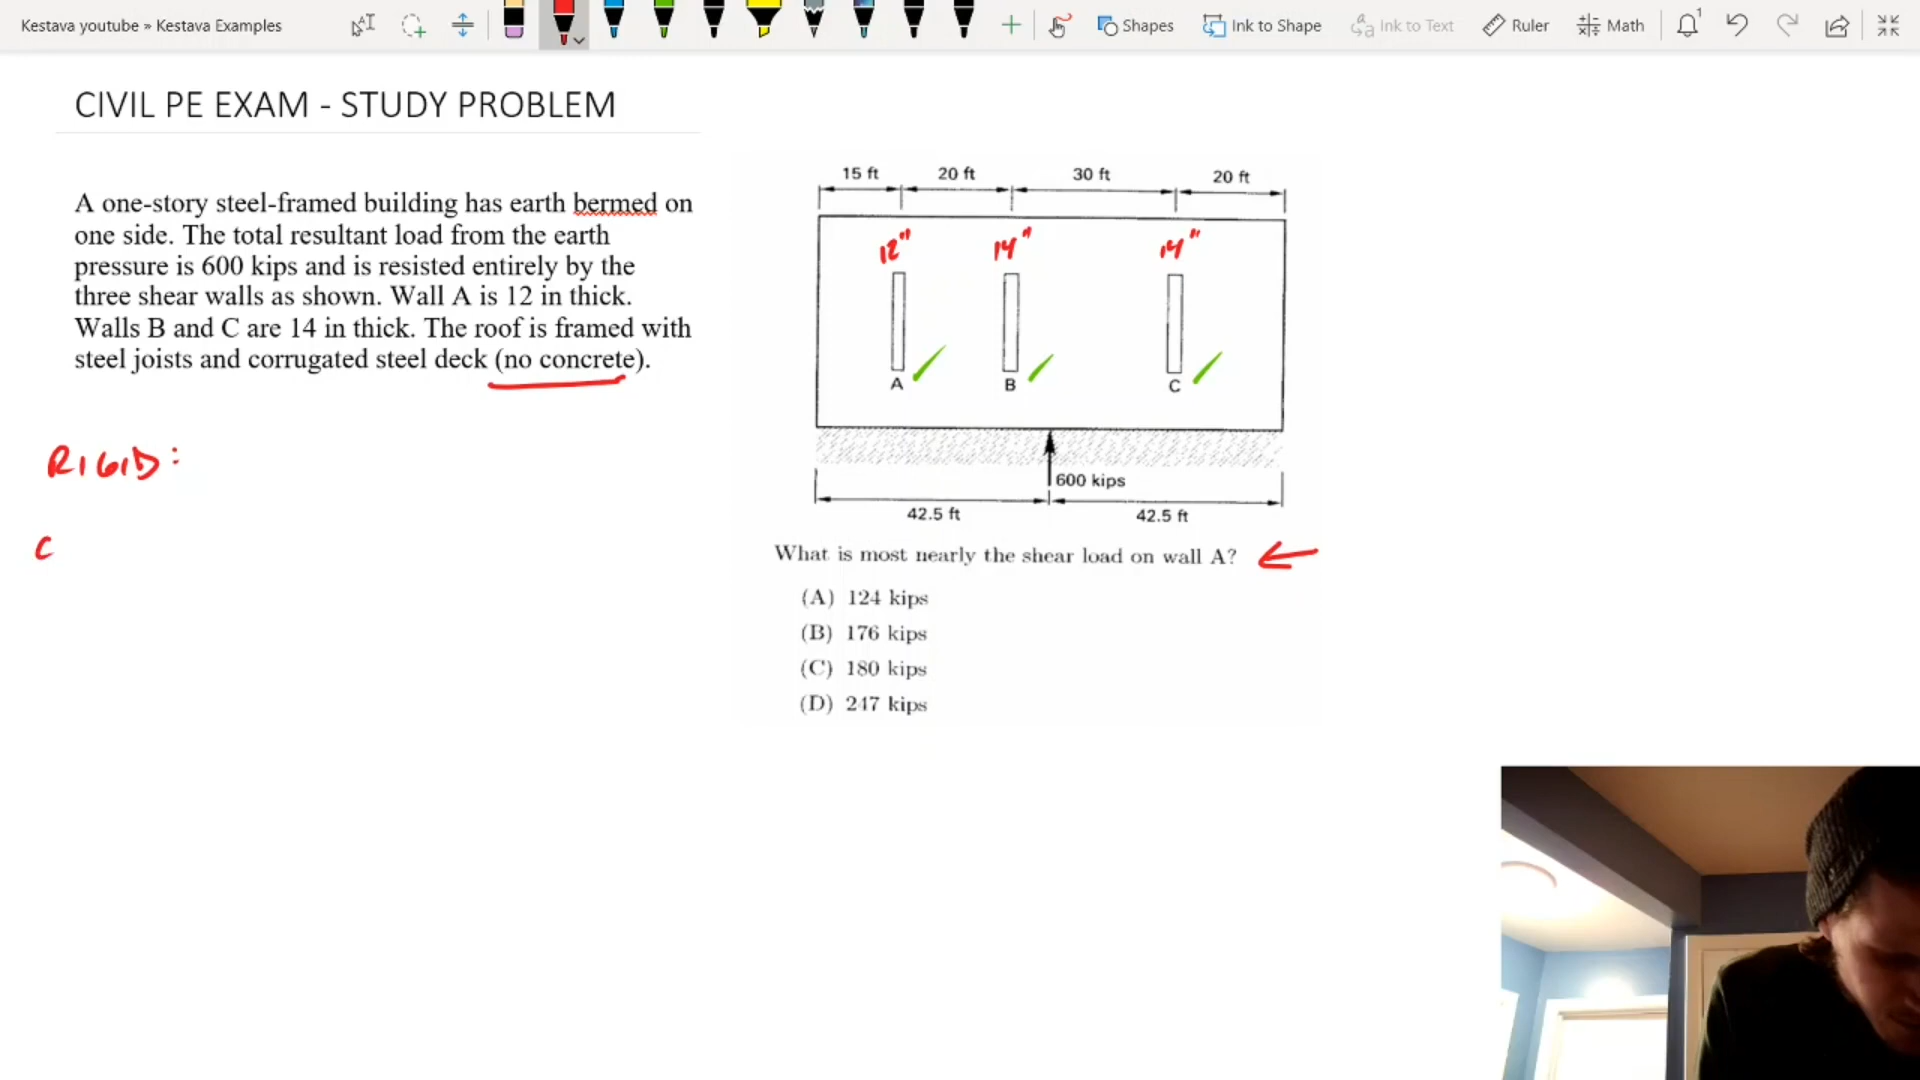 Kestava youtube » Kestava Examples
Shapes
Ink to Shape
Ink to Text
Ruler
Math
1
CIVIL PE EXAM - STUDY PROBLEM
A one-story steel-framed building has earth bermed on
one side. The total resultant load from the earth
pressure is 600 kips and is resisted entirely by the
three shear walls as shown. Wall A is 12 in thick.
Walls B and C are 14 in thick. The roof is framed with
steel joists and corrugated steel deck (no concrete).
RIGID:
C
15 ft 20 ft 30 ft 20 ft
12" 14" 14"
A B C
600 kips
42.5 ft 42.5 ft
What is most nearly the shear load on wall A?
(A) 124 kips
(B) 176 kips
(C) 180 kips
(D) 247 kips